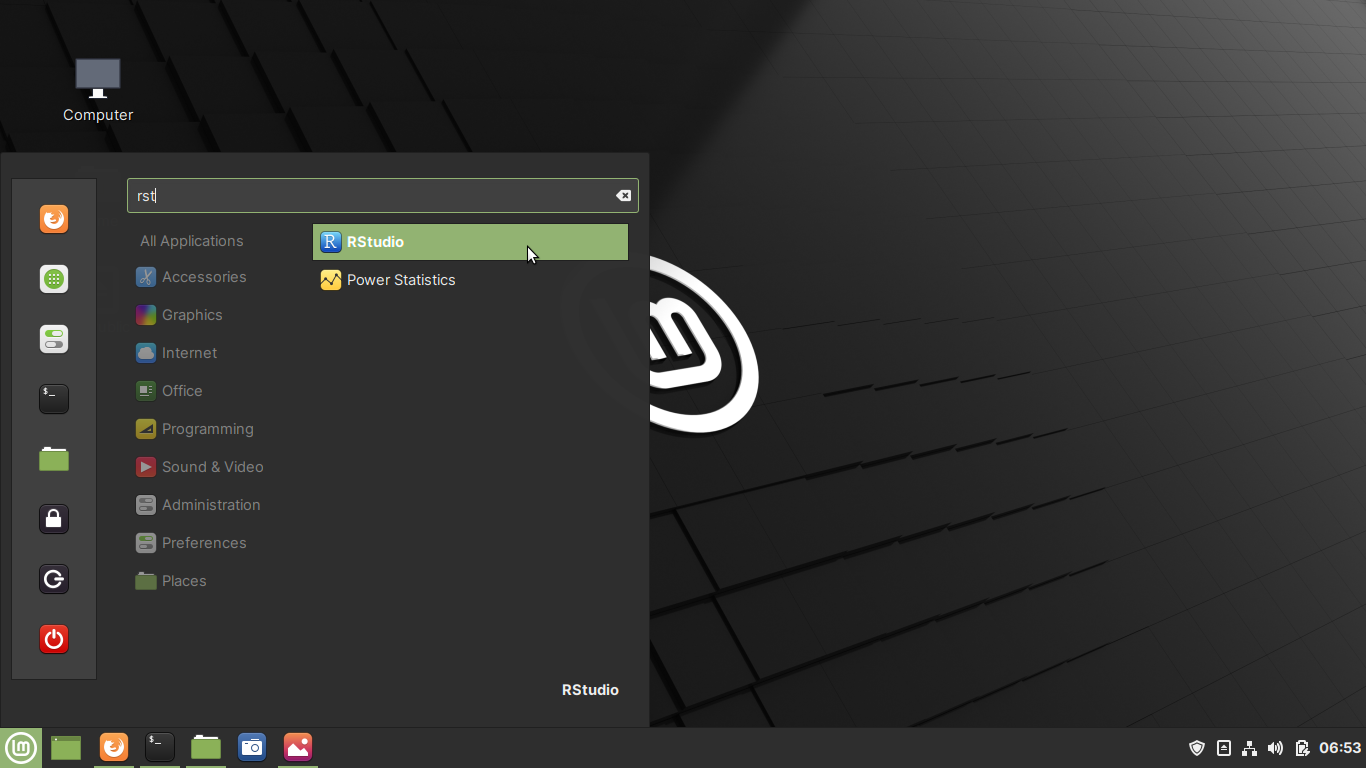 Computer
rst
All Applications
Accessories
Graphics
Internet
Office
Programming
Sound & Video
Administration
Preferences
Places
RStudio
Power Statistics
RStudio
06:53